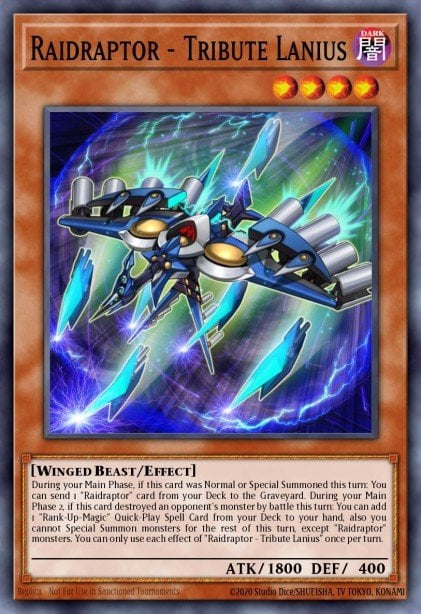 Raidraptor - Tribute Lanius
DARK
闇
[Winged Beast/Effect]
During your Main Phase, if this card was Normal or Special Summoned this turn: You
can send 1 "Raidraptor" card from your Deck to the Graveyard. During your Main
Phase 2, if this card destroyed an opponent's monster by battle this turn: You can add
1 "Rank-Up-Magic" Quick-Play Spell Card from your Deck to your hand, also you
cannot Special Summon monsters for the rest of this turn, except "Raidraptor"
monsters. You can only use each effect of "Raidraptor - Tribute Lanius" once per turn.
ATK/1800 DEF/ 400
Replica - Not For Use in Sanctioned Tournaments
©2020 Studio Dice/SHUEISHA, TV TOKYO, KONAMI